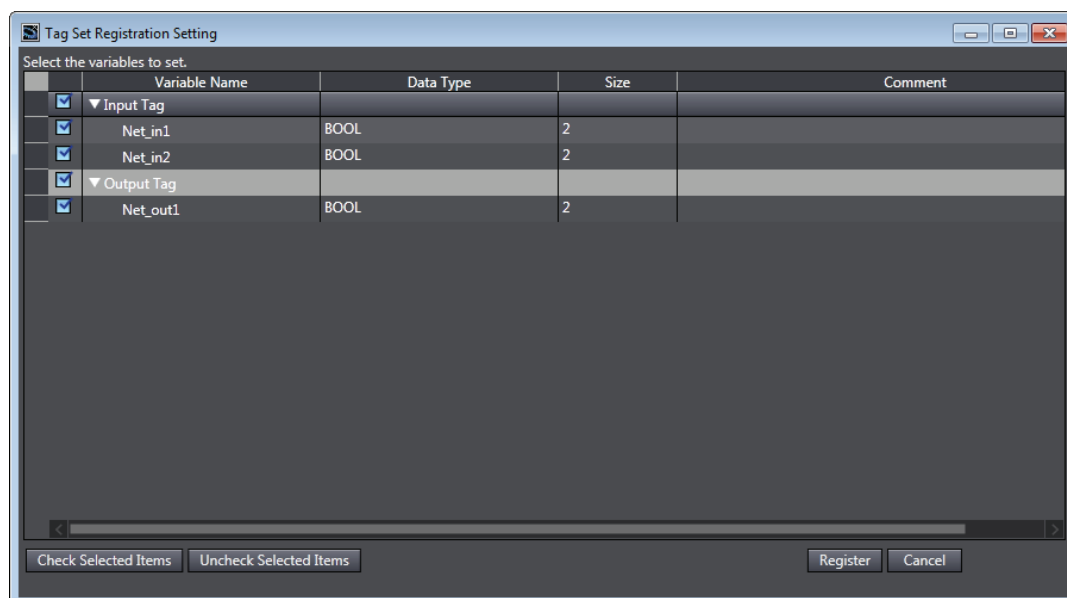 Tag Set Registration Setting
Select the variables to set.
Variable Name Data Type Size Comment
▼ Input Tag
Net_in1 BOOL 2
Net_in2 BOOL 2
▼ Output Tag
Net_out1 BOOL 2
Check Selected Items Uncheck Selected Items Register Cancel